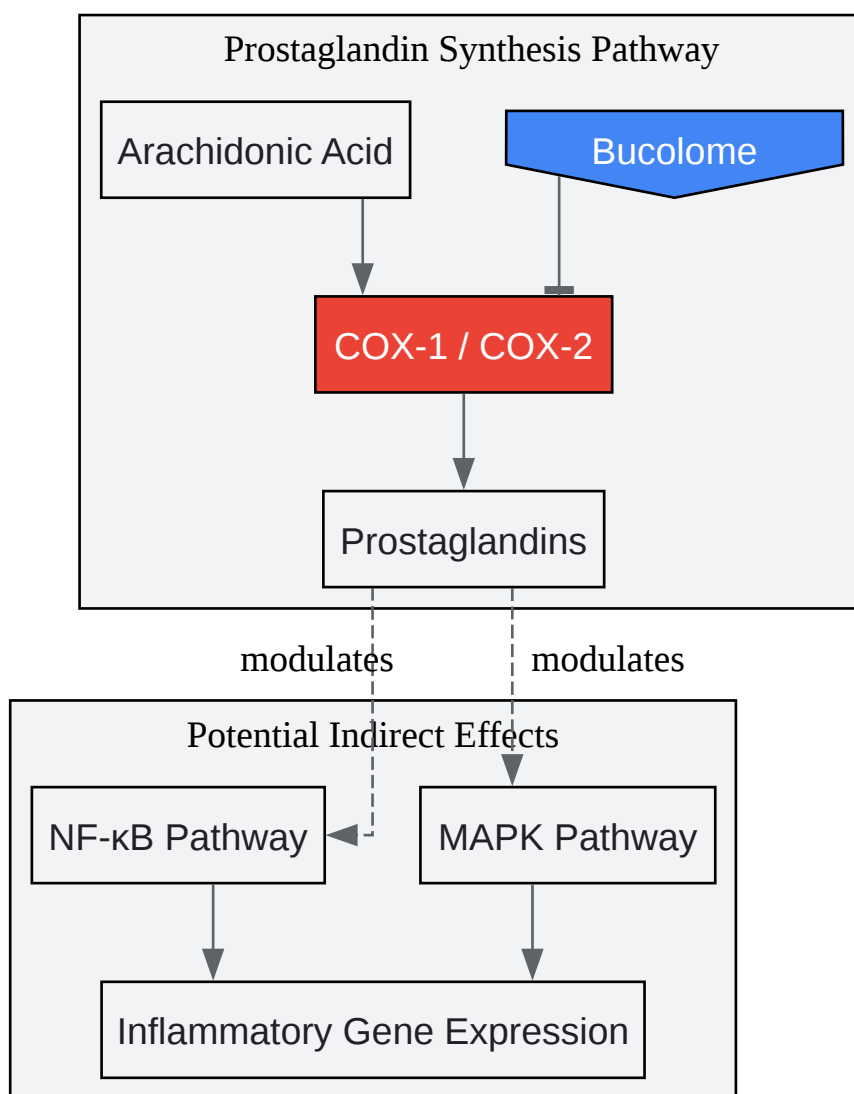 Prostaglandin Synthesis Pathway
Arachidonic Acid
Bucolome
COX-1 / COX-2
Prostaglandins
modulates
modulates
Potential Indirect Effects
NF-κB Pathway
MAPK Pathway
Inflammatory Gene Expression